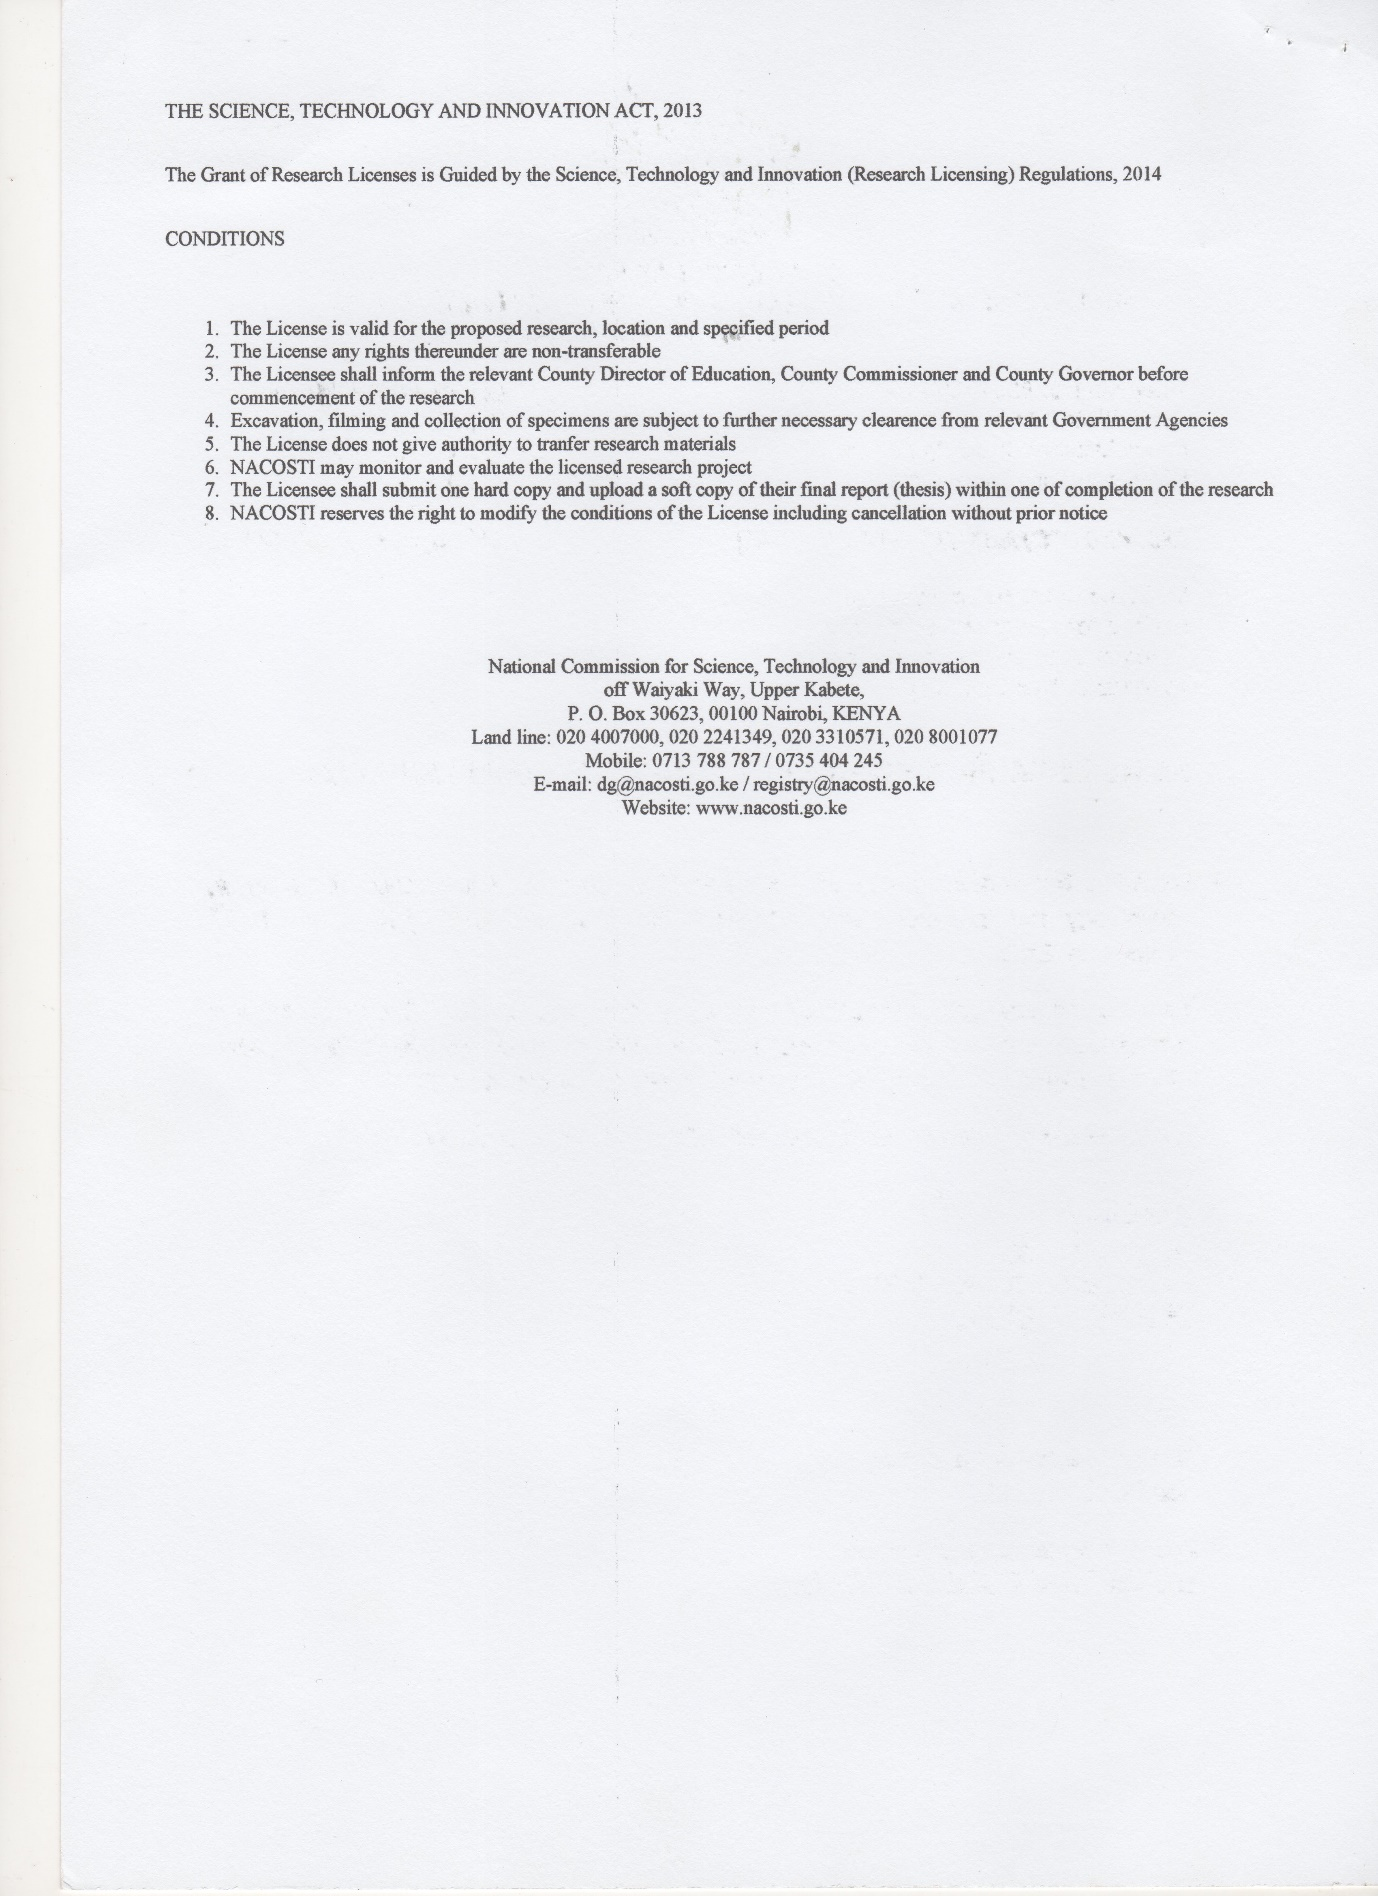 THE SCIENCE, TECHNOLOGY AND INNOVATION ACT, 2013
The Grant of Research Licenses is Guided by the Science, Technology and Innovation (Research Licensing) Regulations, 2014
CONDITIONS
1. The License is valid for the proposed research, location and specified period
2. The License any rights thereunder are non-transferable
3. The Licensee shall inform the relevant County Director of Education, County Commissioner and County Governor before
commencement of the research
4. Excavation, filming and collection of specimens are subject to further necessary clearence from relevant Government Agencies
5. The License does not give authority to tranfer research materials
6. NACOSTI may monitor and evaluate the licensed research project
7. The Licensee shall submit one hard copy and upload a soft copy of their final report (thesis) within one of completion of the research
8. NACOSTI reserves the right to modify the conditions of the License including cancellation without prior notice
National Commission for Science, Technology and Innovation
off Waiyaki Way, Upper Kabete,
P. O. Box 30623, 00100 Nairobi, KENYA
Land line: 020 4007000, 020 2241349, 020 3310571, 020 8001077
Mobile: 0713 788 787 / 0735 404 245
E-mail: dg@nacosti.go.ke / registry@nacosti.go.ke
Website: www.nacosti.go.ke